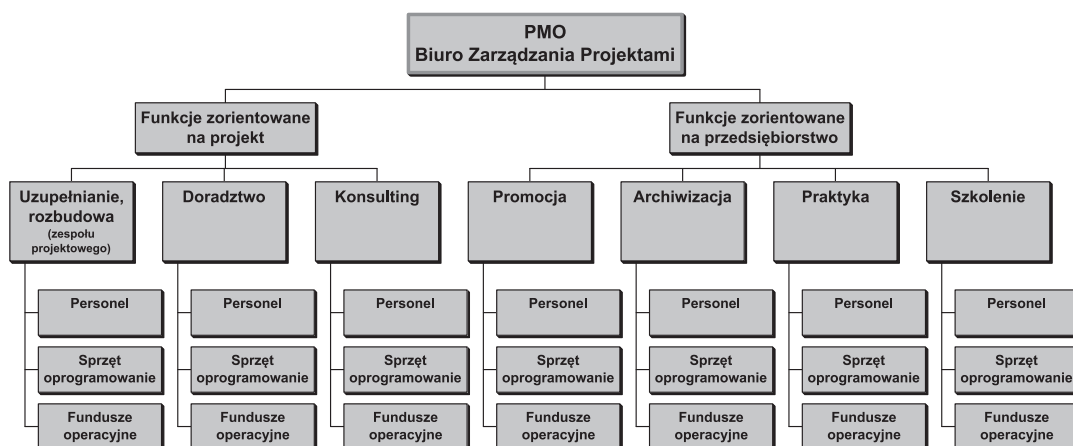 PMO
Biuro Zarządzania Projektami
Funkcje zorientowane
na projekt
Funkcje zorientowane
na przedsiębiorstwo
Uzupełnianie,
rozbudowa
(zespołu
projektowego)
Doradztwo
Konsulting
Promocja
Archiwizacja
Praktyka
Szkolenie
Personel
Personel
Personel
Personel
Personel
Personel
Personel
Sprzęt
oprogramowanie
Sprzęt
oprogramowanie
Sprzęt
oprogramowanie
Sprzęt
oprogramowanie
Sprzęt
oprogramowanie
Sprzęt
oprogramowanie
Sprzęt
oprogramowanie
Fundusze
operacyjne
Fundusze
operacyjne
Fundusze
operacyjne
Fundusze
operacyjne
Fundusze
operacyjne
Fundusze
operacyjne
Fundusze
operacyjne